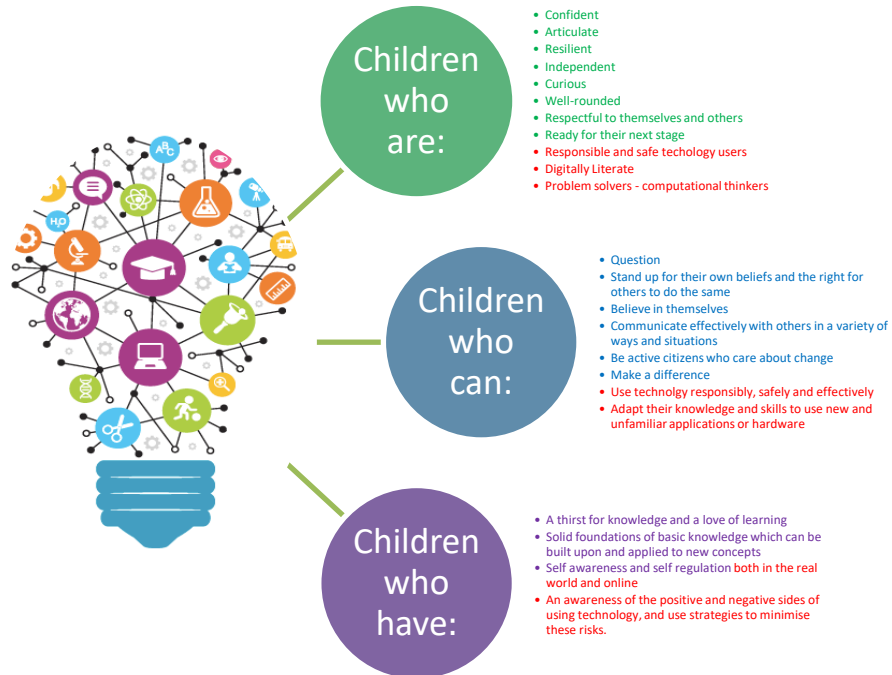 Children
who
are:
• Confident
• Articulate
• Resilient
• Independent
• Curious
• Well-rounded
• Respectful to themselves and others
• Ready for their next stage
• Responsible and safe techology users
• Digitally Literate
• Problem solvers - computational thinkers
ABC
H₂O
Children
who
can:
• Question
• Stand up for their own beliefs and the right for
others to do the same
• Believe in themselves
• Communicate effectively with others in a variety of
ways and situations
• Be active citizens who care about change
• Make a difference
• Use technolgy responsibly, safely and effectively
• Adapt their knowledge and skills to use new and
unfamiliar applications or hardware
Children
who
have:
• A thirst for knowledge and a love of learning
• Solid foundations of basic knowledge which can be
built upon and applied to new concepts
• Self awareness and self regulation both in the real
world and online
• An awareness of the positive and negative sides of
using technology, and use strategies to minimise
these risks.